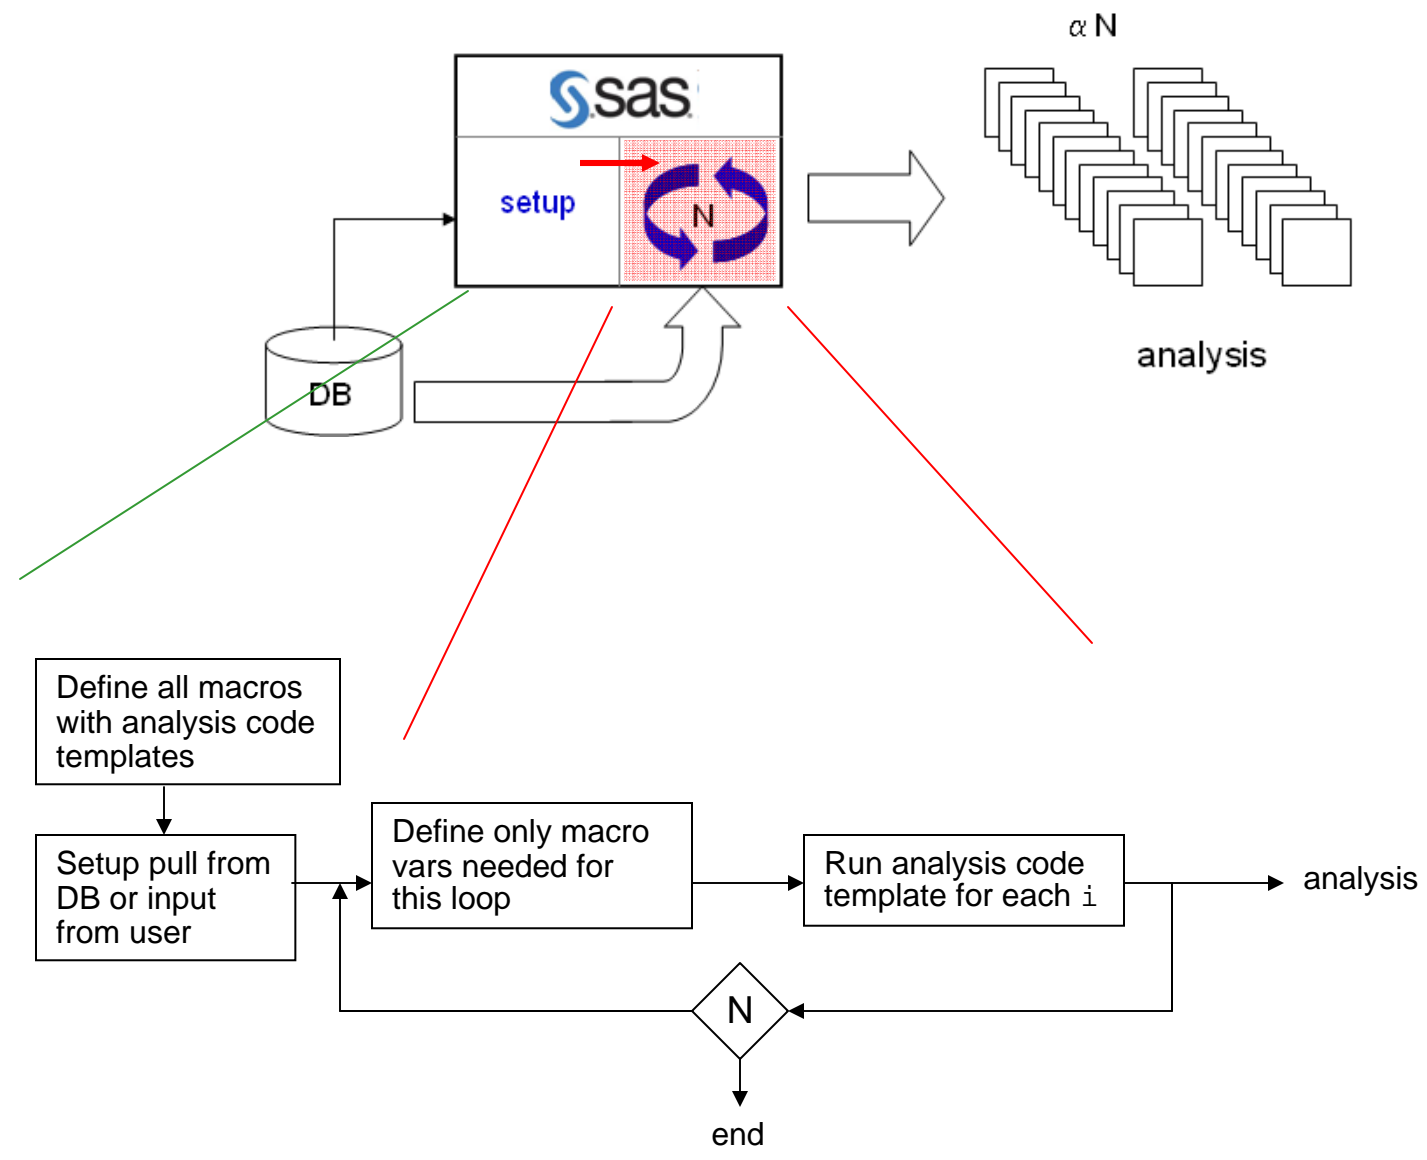 α N
sas
setup
N
DB
analysis
Define all macros
with analysis code
templates
Setup pull from
DB or input
from user
Define only macro
vars needed for
this loop
Run analysis code
template for each i
analysis
N
end